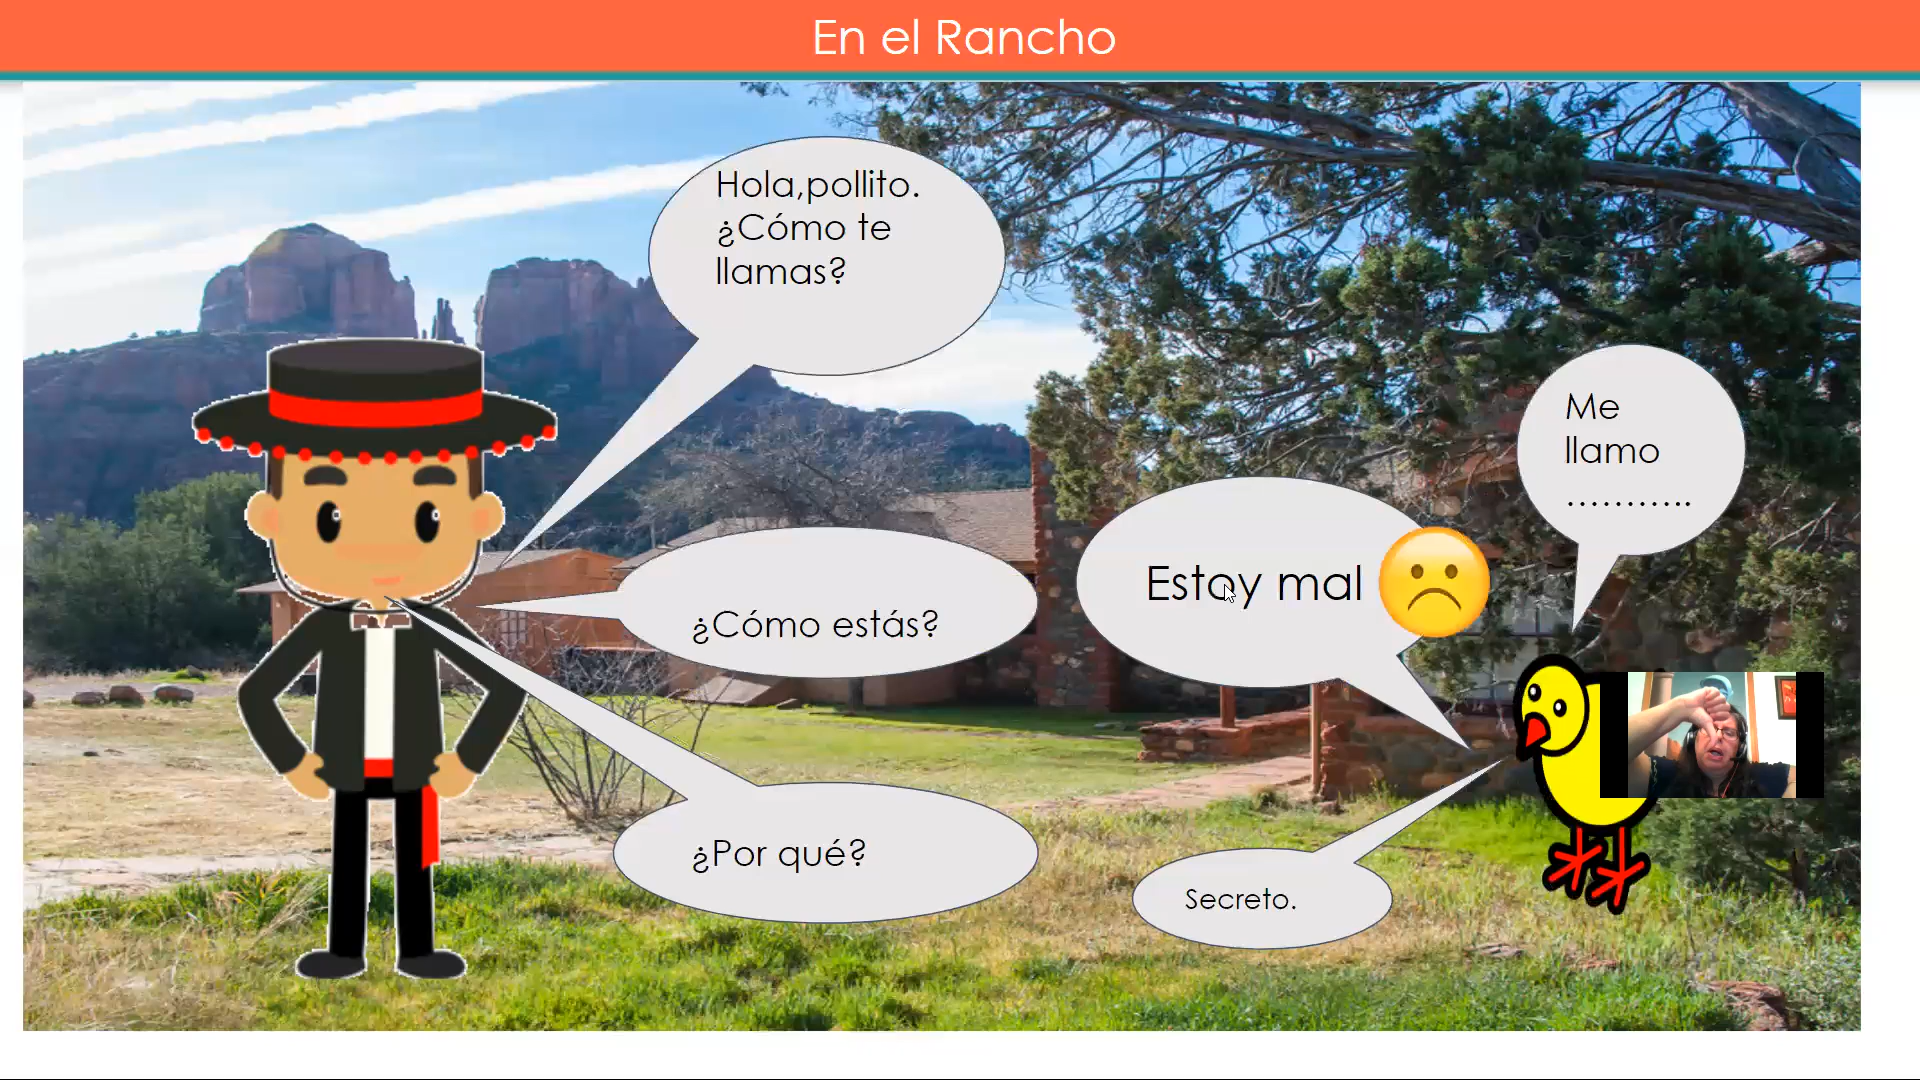 En el Rancho
Hola,pollito.
¿Cómo te
llamas?
Me
llamo
...........
¿Cómo estás?
Estoy mal
¿Por qué?
Secreto.